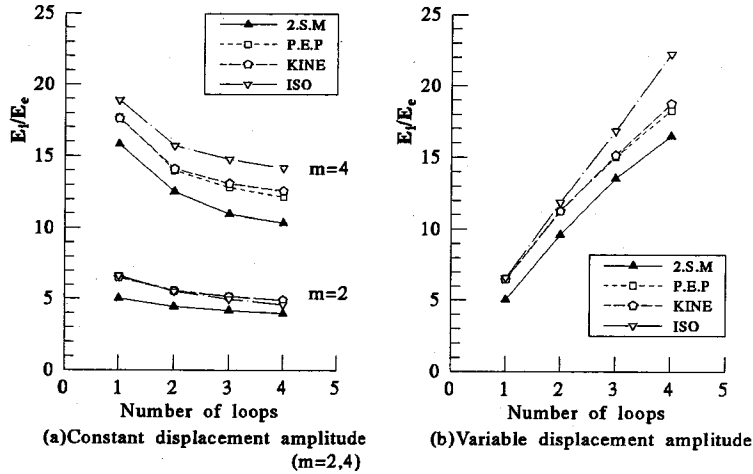 25
20
15
10
5
0
E_i/E_e
2.S.M
P.E.P
KINE
ISO
m=4
m=2
0 1 2 3 4 5
Number of loops
(a)Constant displacement amplitude
(m=2,4)
25
20
15
10
5
0
E_i/E_e
2.S.M
P.E.P
KINE
ISO
0 1 2 3 4 5
Number of loops
(b)Variable displacement amplitude